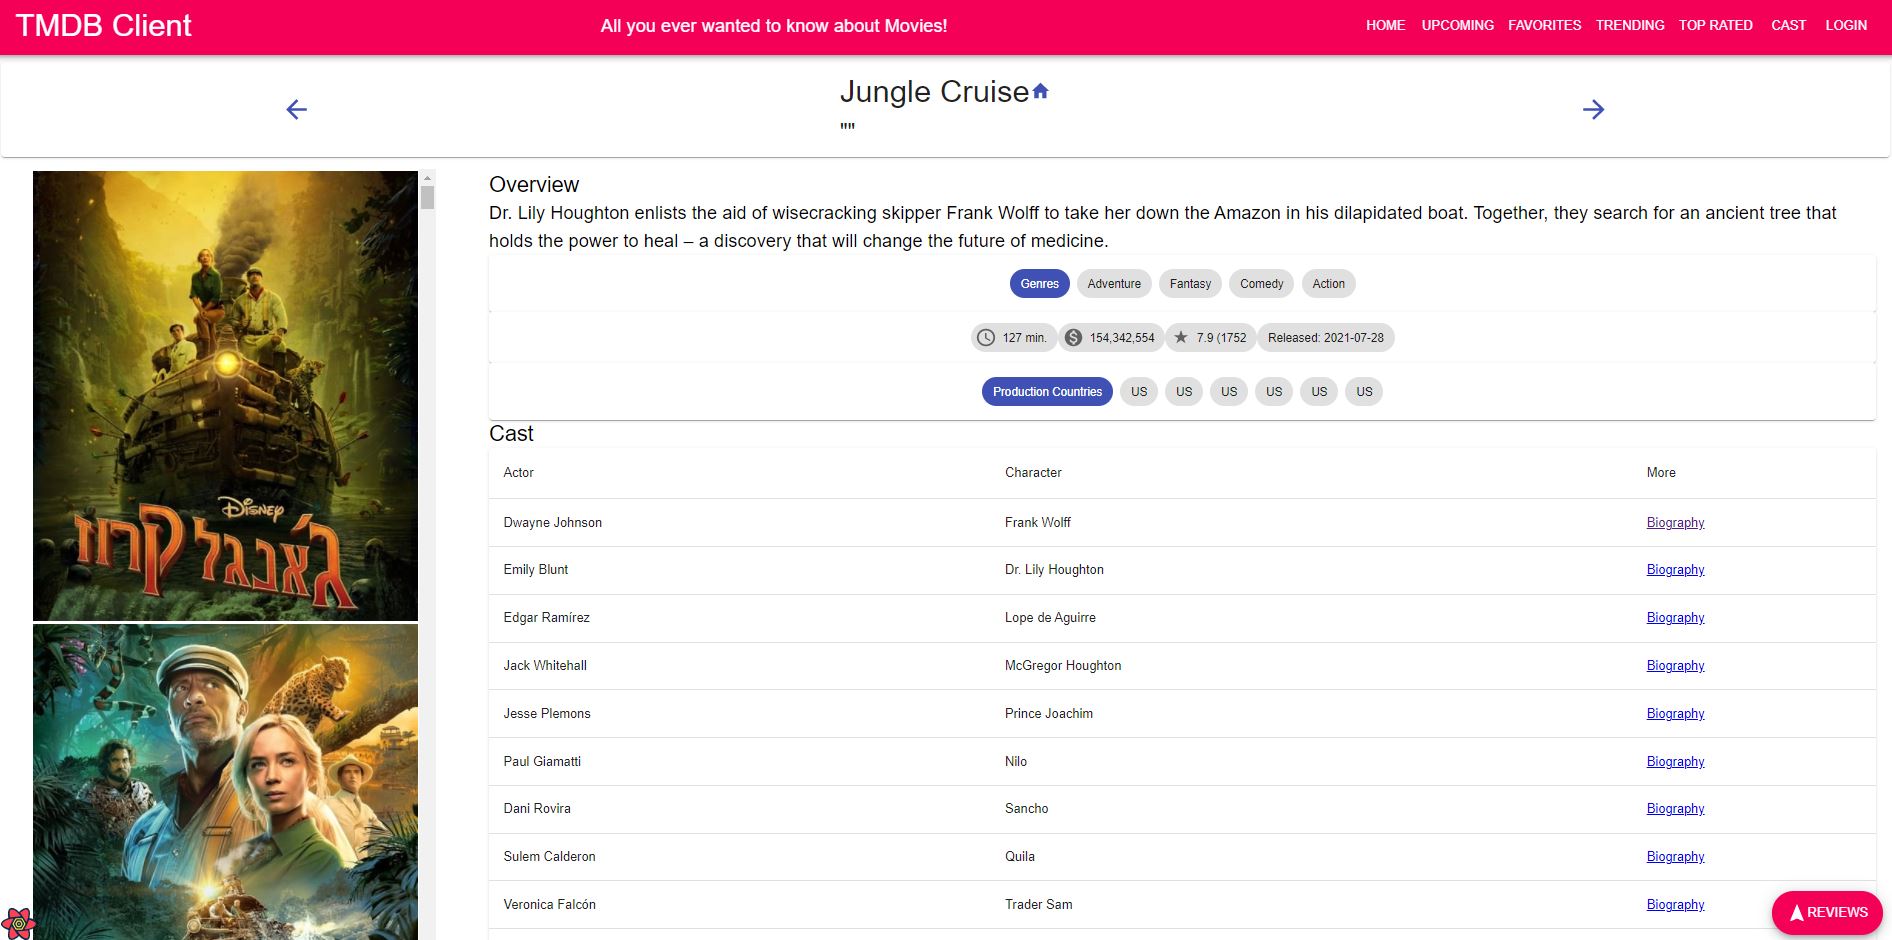 TMDB Client
All you ever wanted to know about Movies!
HOME UPCOMING FAVORITES TRENDING TOP RATED CAST LOGIN
Jungle Cruise
""
DISNEY
ג'אנגל קרוז
Overview
Dr. Lily Houghton enlists the aid of wisecracking skipper Frank Wolff to take her down the Amazon in his dilapidated boat. Together, they search for an ancient tree that
holds the power to heal – a discovery that will change the future of medicine.
Genres Adventure Fantasy Comedy Action
127 min. 154,342,554 7.9 (1752 Released: 2021-07-28
Production Countries US US US US US US
Cast
Actor Character More
Dwayne Johnson Frank Wolff Biography
Emily Blunt Dr. Lily Houghton Biography
Edgar Ramírez Lope de Aguirre Biography
Jack Whitehall McGregor Houghton Biography
Jesse Plemons Prince Joachim Biography
Paul Giamatti Nilo Biography
Dani Rovira Sancho Biography
Sulem Calderon Quila Biography
Veronica Falcón Trader Sam Biography
REVIEWS